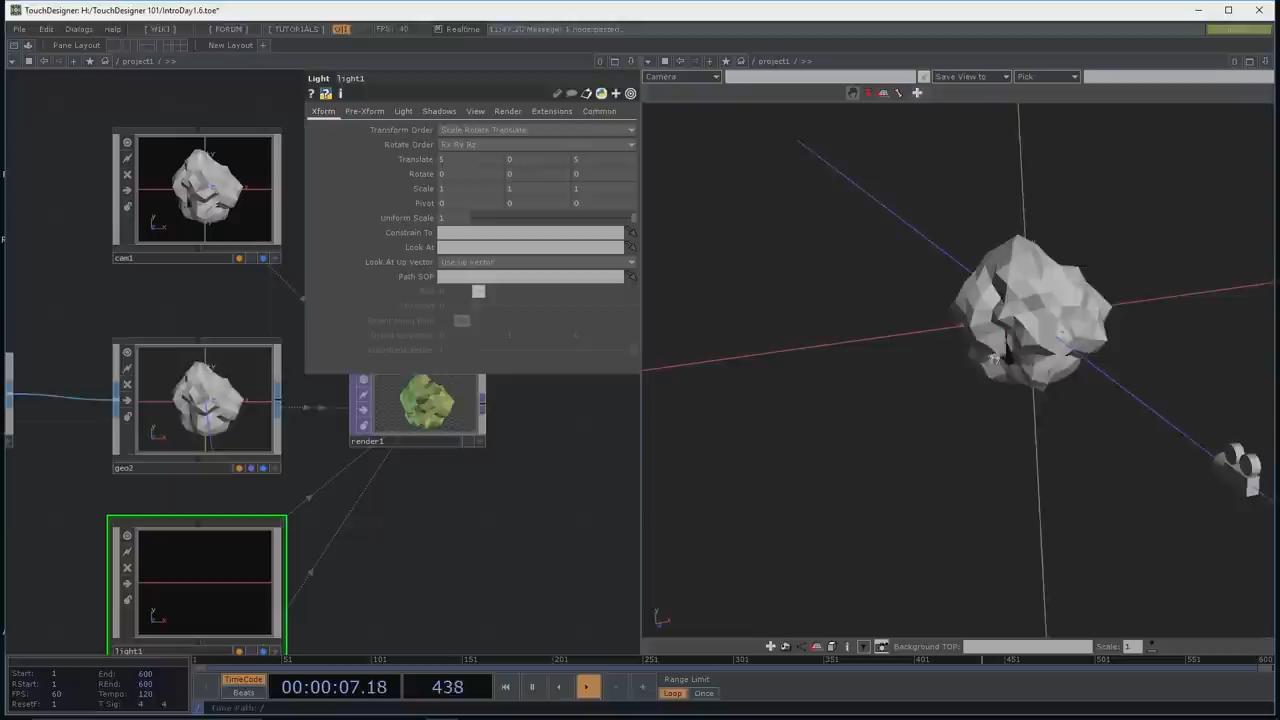 TouchDesigner: H:/TouchDesigner 101/IntroDay1.6.toe*
File Edit Dialogs Help [ WIKI ] [ FORUM ] [ TUTORIALS ] FPS: 40 Realtime
Pane Layout New Layout +
/ project1 / >>
/ project1 / >>
Light light1
Camera Save View to Pick
? ? i
Xform Pre-Xform Light Shadows View Render Extensions Common
Transform Order Scale Rotate Translate
Rotate Order Rx Ry Rz
Translate 5 0 5
Rotate 0 0 0
Scale 1 1 1
Pivot 0 0 0
Uniform Scale 1
Constrain To
Look At
Look At Up Vector Use Up Vector
Path SOP
cam1
geo2
render1
light1
Background TOP: Scale: 1
1 51 101 151 201 251 301 351 401 451 501 551 600
Start: 1 End: 600
RStart: 1 REnd: 600
FPS: 60 Tempo: 120
ResetF: 1 T Sig: 4 4
TimeCode
Beats
00:00:07.18
438
Range Limit
Loop Once
/ Time Path: /